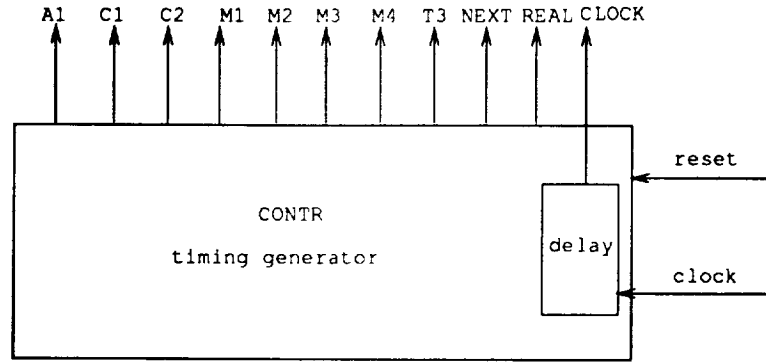 A1 C1 C2 M1 M2 M3 M4 T3 NEXT REAL CLOCK
reset
CONTR
delay
timing generator
clock